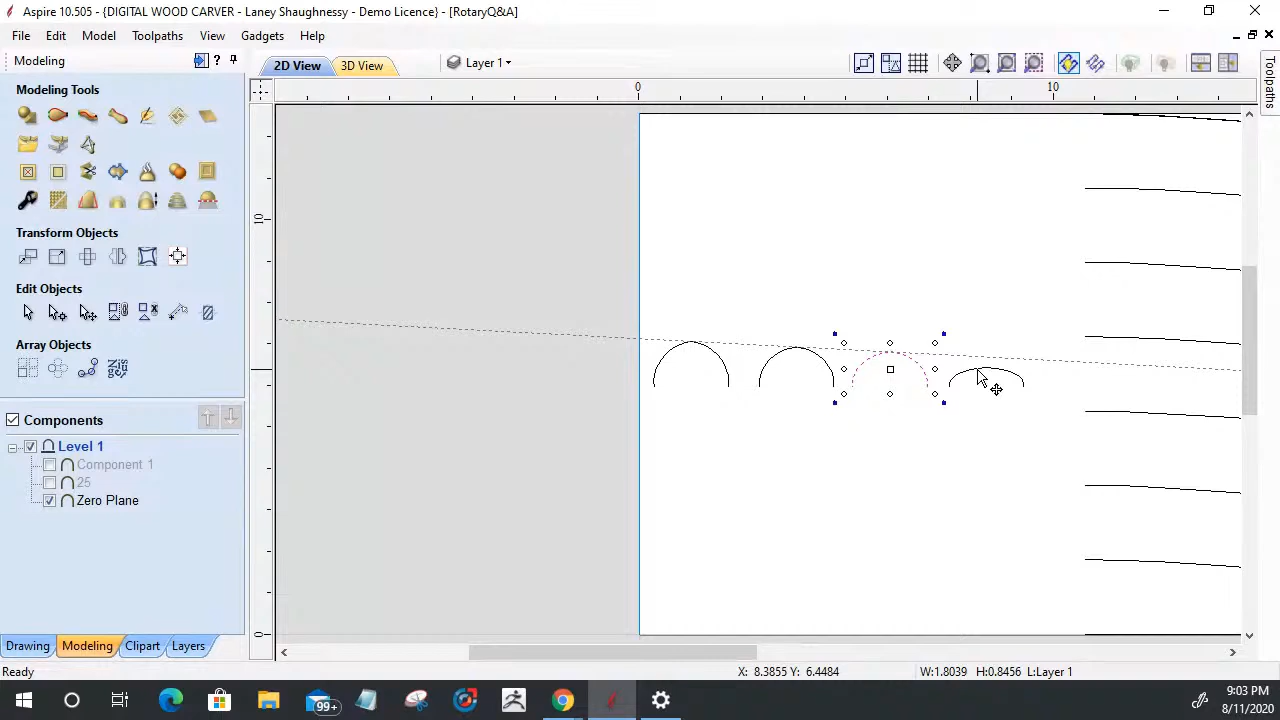 Aspire 10.505 - {DIGITAL WOOD CARVER - Laney Shaughnessy - Demo Licence} - [RotaryQ&A]
File Edit Model Toolpaths View Gadgets Help
Modeling
2D View
3D View
Layer 1
Toolpaths
0
10
Modeling Tools
10
Transform Objects
Edit Objects
Array Objects
Components
Level 1
Component 1
25
Zero Plane
0
Drawing
Modeling
Clipart
Layers
Ready
X: 8.3855 Y: 6.4484
W:1.8039 H:0.8456 L:Layer 1
99+
9:03 PM
8/11/2020